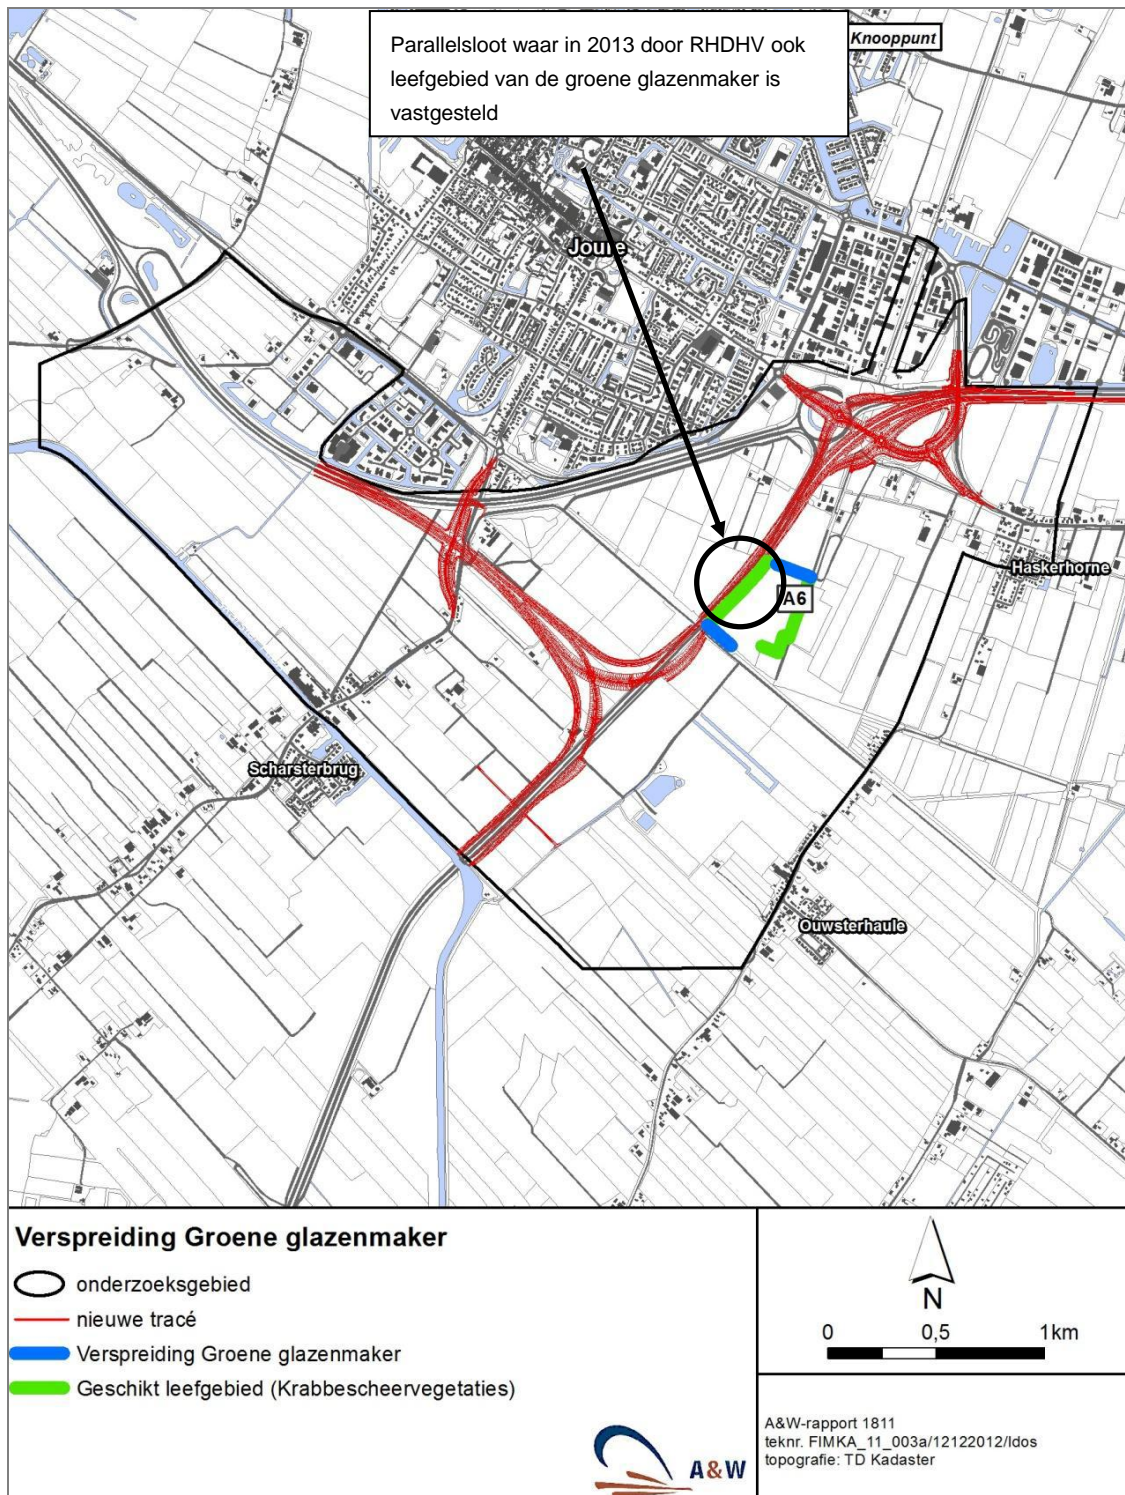 Parallelsloot waar in 2013 door RHDHV ook
leefgebied van de groene glazenmaker is
vastgesteld
Knooppunt
Joure
Haskerhorne
A6
Scharsterbrug
Ouwsterhaule
Verspreiding Groene glazenmaker
onderzoeksgebied
nieuwe tracé
Verspreiding Groene glazenmaker
Geschikt leefgebied (Krabbescheervegetaties)
N
0 0,5 1km
A&W
A&W-rapport 1811
teknr. FIMKA_11_003a/12122012/ldos
topografie: TD Kadaster